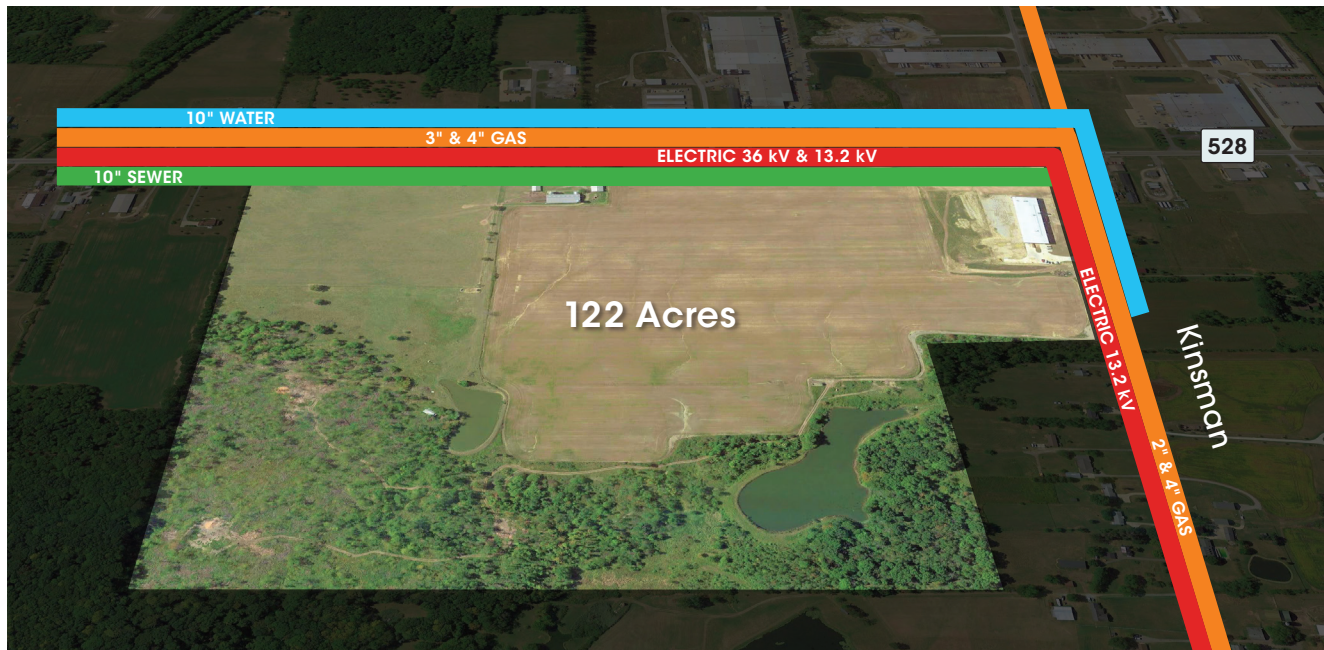 10" WATER
3" & 4" GAS
ELECTRIC 36 kV & 13.2 kV
10" SEWER
528
122 Acres
ELECTRIC 13.2 kV
Kinsman
2" & 4" GAS